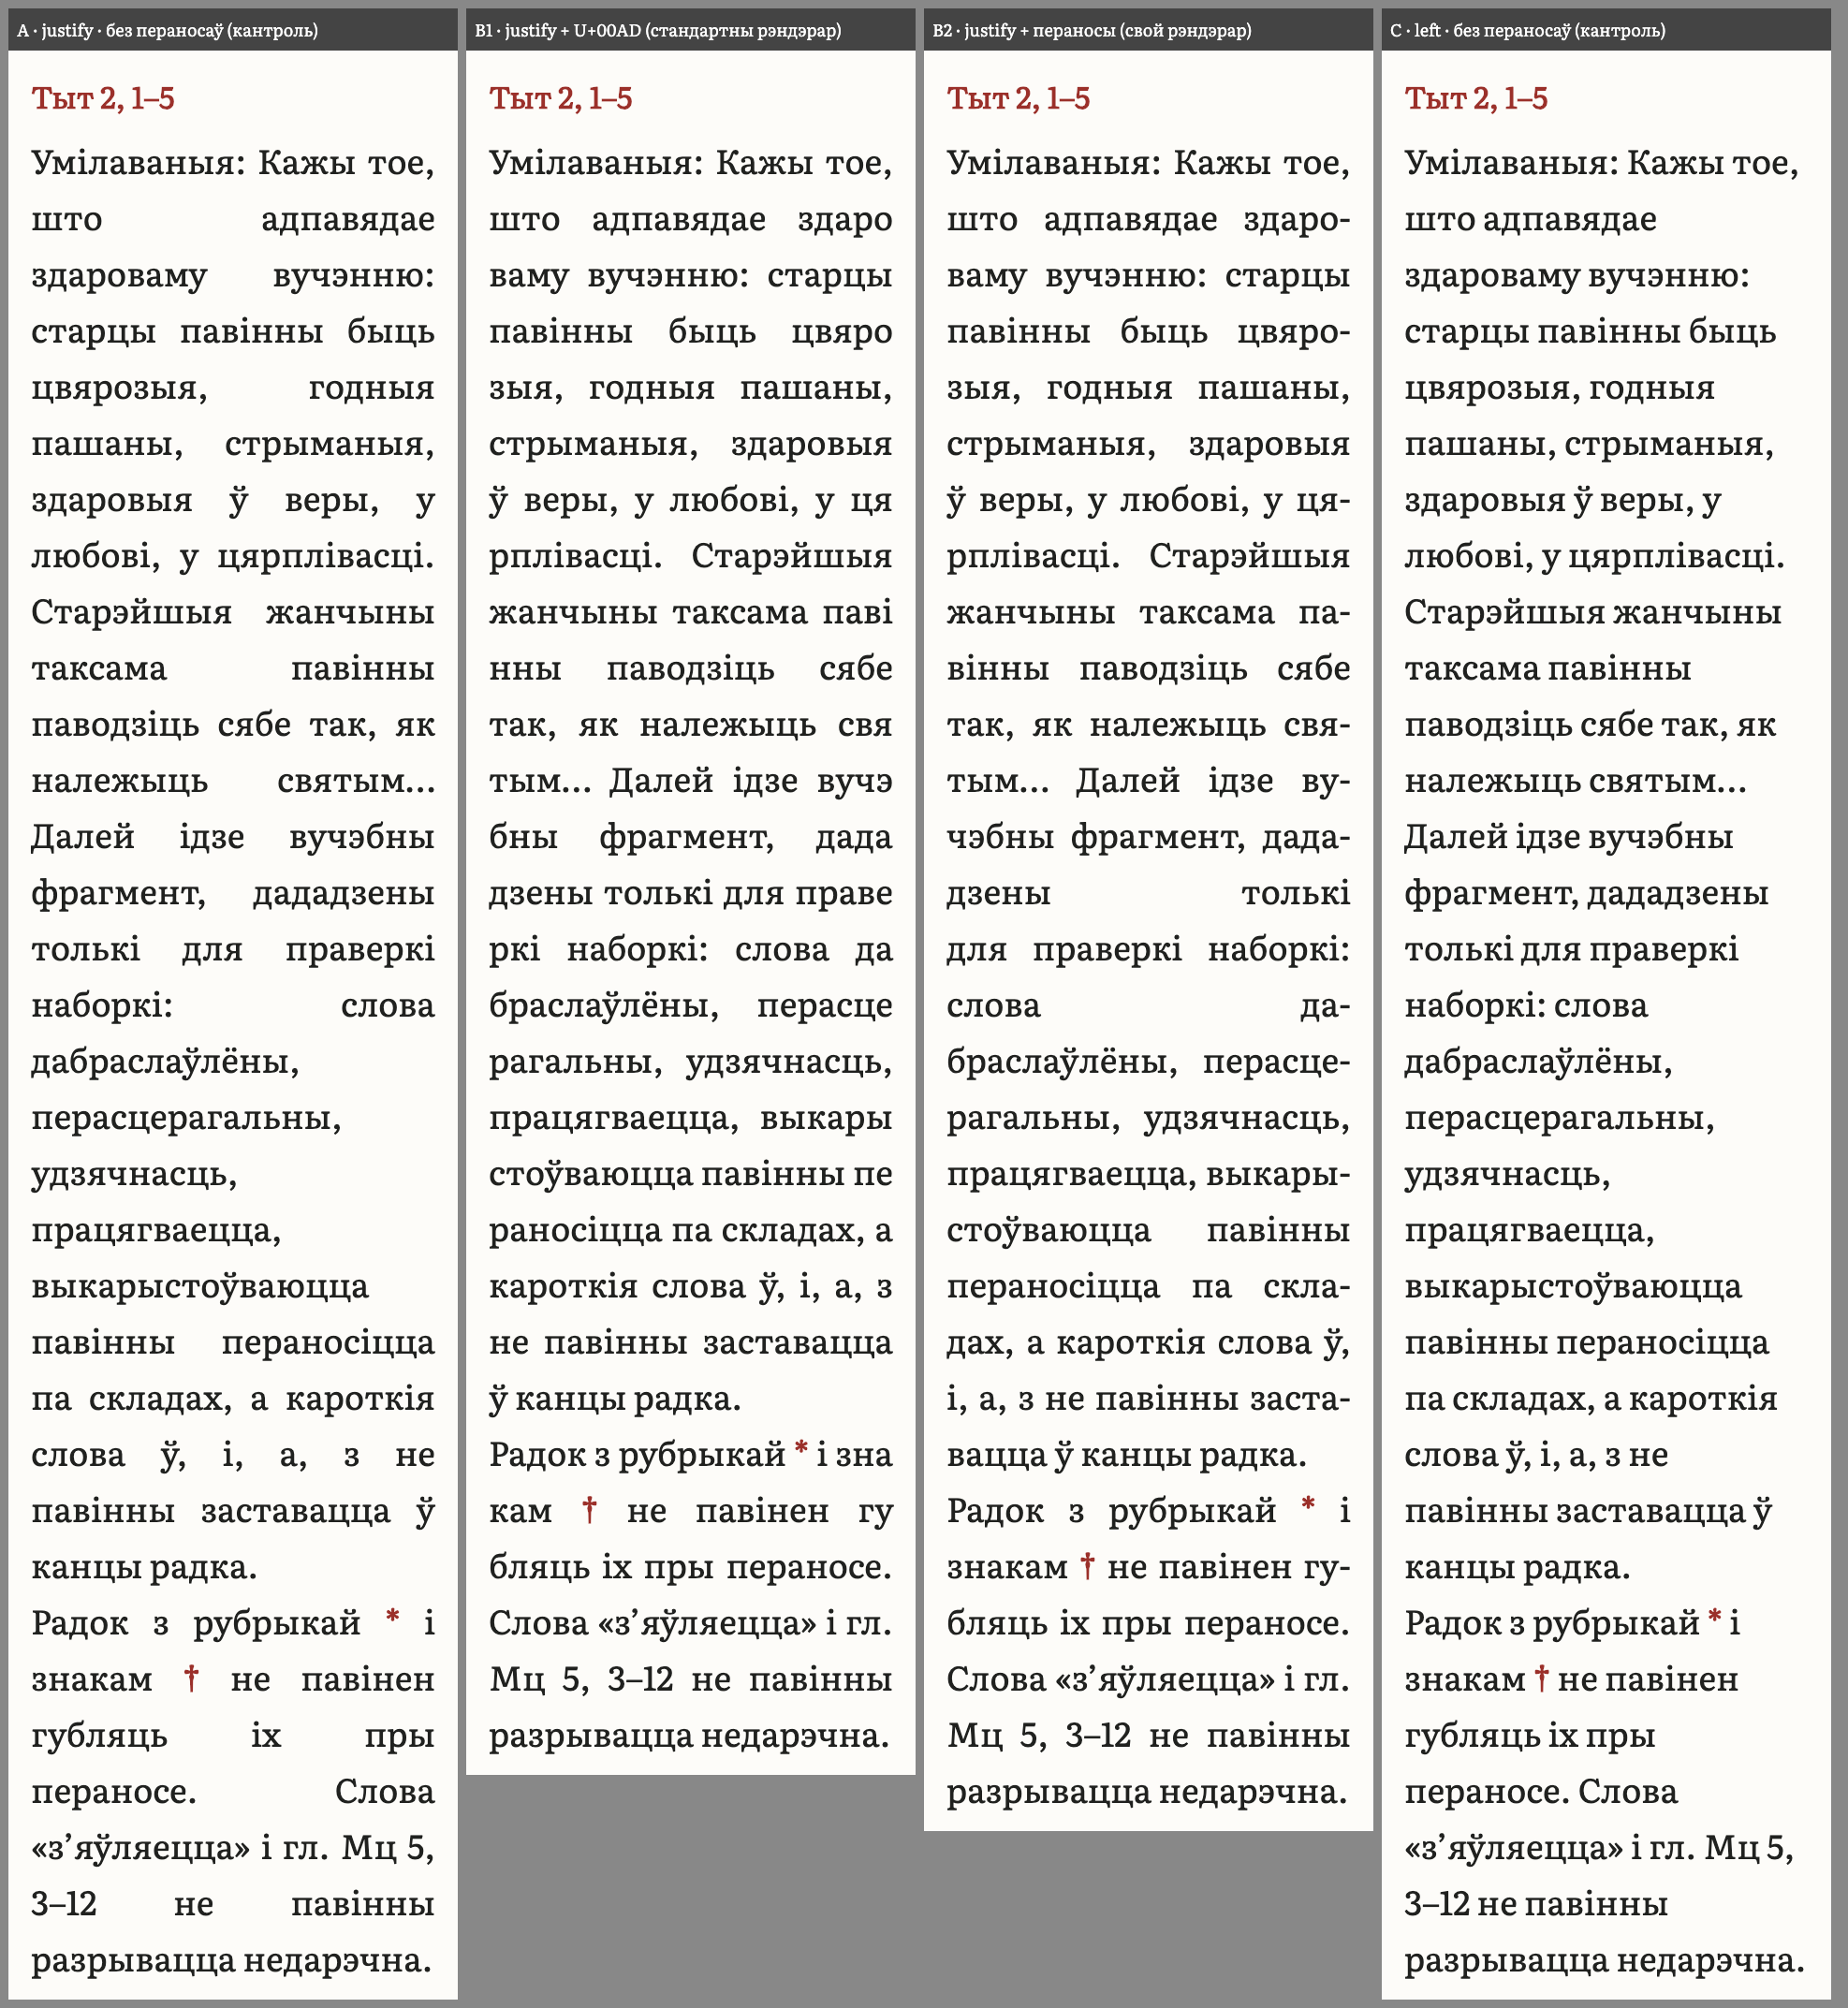 A · justify · без пераносаў (кантроль)
Тыт 2, 1–5
Умілаваныя: Кажы тое,
што адпавядае
здароваму вучэнню:
старцы павінны быць
цвярозыя, годныя
пашаны, стрыманыя,
здаровыя ў веры, у
любові, у цярплівасці.
Старэйшыя жанчыны
таксама павінны
паводзіць сябе так, як
належыць святым…
Далей ідзе вучэбны
фрагмент, дададзены
толькі для праверкі
наборкі: слова
дабраслаўлёны,
перасцерагальны,
удзячнасць,
працягваецца,
выкарыстоўваюцца
павінны пераносіцца
па складах, а кароткія
слова ў, і, а, з не
павінны заставацца ў
канцы радка.
Радок з рубрыкай * і
знакам † не павінен
губляць іх пры
пераносе. Слова
«з’яўляецца» і гл. Мц 5,
3–12 не павінны
разрывацца недарэчна.
B1 · justify + U+00AD (стандартны рэндэрар)
Тыт 2, 1–5
Умілаваныя: Кажы тое,
што адпавядае здаро
ваму вучэнню: старцы
павінны быць цвяро
зыя, годныя пашаны,
стрыманыя, здаровыя
ў веры, у любові, у ця
рплівасці. Старэйшыя
жанчыны таксама паві
нны паводзіць сябе
так, як належыць свя
тым… Далей ідзе вучэ
бны фрагмент, дада
дзены толькі для праве
ркі наборкі: слова да
браслаўлёны, перасце
рагальны, удзячнасць,
працягваецца, выкары
стоўваюцца павінны пе
раносіцца па складах, а
кароткія слова ў, і, а, з
не павінны заставацца
ў канцы радка.
Радок з рубрыкай * і зна
кам † не павінен гу
бляць іх пры пераносе.
Слова «з’яўляецца» і гл.
Мц 5, 3–12 не павінны
разрывацца недарэчна.
B2 · justify + пераносы (свой рэндэрар)
Тыт 2, 1–5
Умілаваныя: Кажы тое,
што адпавядае здаро-
ваму вучэнню: старцы
павінны быць цвяро-
зыя, годныя пашаны,
стрыманыя, здаровыя
ў веры, у любові, у ця-
рплівасці. Старэйшыя
жанчыны таксама па-
вінны паводзіць сябе
так, як належыць свя-
тым… Далей ідзе ву-
чэбны фрагмент, дада-
дзены толькі
для праверкі наборкі:
слова да-
браслаўлёны, перасце-
рагальны, удзячнасць,
працягваецца, выкары-
стоўваюцца павінны
пераносіцца па скла-
дах, а кароткія слова ў,
і, а, з не павінны заста-
вацца ў канцы радка.
Радок з рубрыкай * і
знакам † не павінен гу-
бляць іх пры пераносе.
Слова «з’яўляецца» і гл.
Мц 5, 3–12 не павінны
разрывацца недарэчна.
C · left · без пераносаў (кантроль)
Тыт 2, 1–5
Умілаваныя: Кажы тое,
што адпавядае
здароваму вучэнню:
старцы павінны быць
цвярозыя, годныя
пашаны, стрыманыя,
здаровыя ў веры, у
любові, у цярплівасці.
Старэйшыя жанчыны
таксама павінны
паводзіць сябе так, як
належыць святым…
Далей ідзе вучэбны
фрагмент, дададзены
толькі для праверкі
наборкі: слова
дабраслаўлёны,
перасцерагальны,
удзячнасць,
працягваецца,
выкарыстоўваюцца
павінны пераносіцца
па складах, а кароткія
слова ў, і, а, з не
павінны заставацца ў
канцы радка.
Радок з рубрыкай * і
знакам † не павінен
губляць іх пры
пераносе. Слова
«з’яўляецца» і гл. Мц 5,
3–12 не павінны
разрывацца недарэчна.